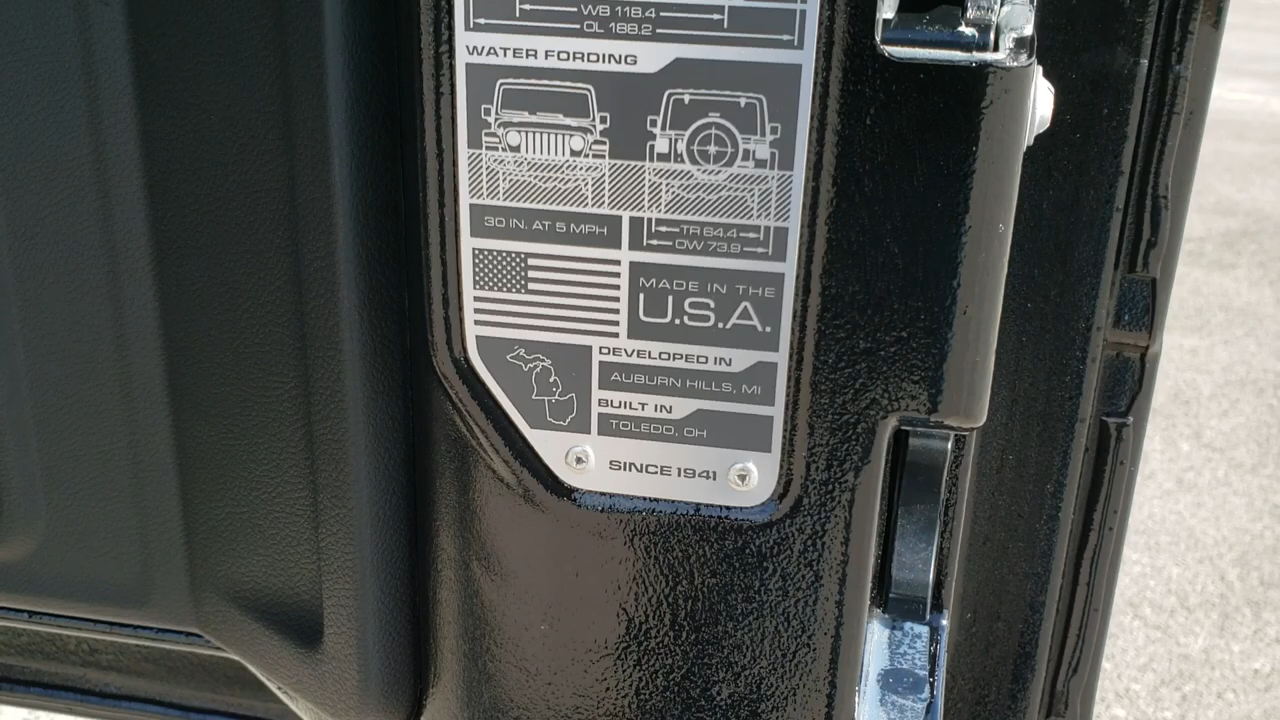 WB 118.4
OL 188.2
WATER FORDING
30 IN. AT 5 MPH
TR 64.4
OW 73.9
MADE IN THE
U.S.A.
DEVELOPED IN
AUBURN HILLS, MI
BUILT IN
TOLEDO, OH
SINCE 1941